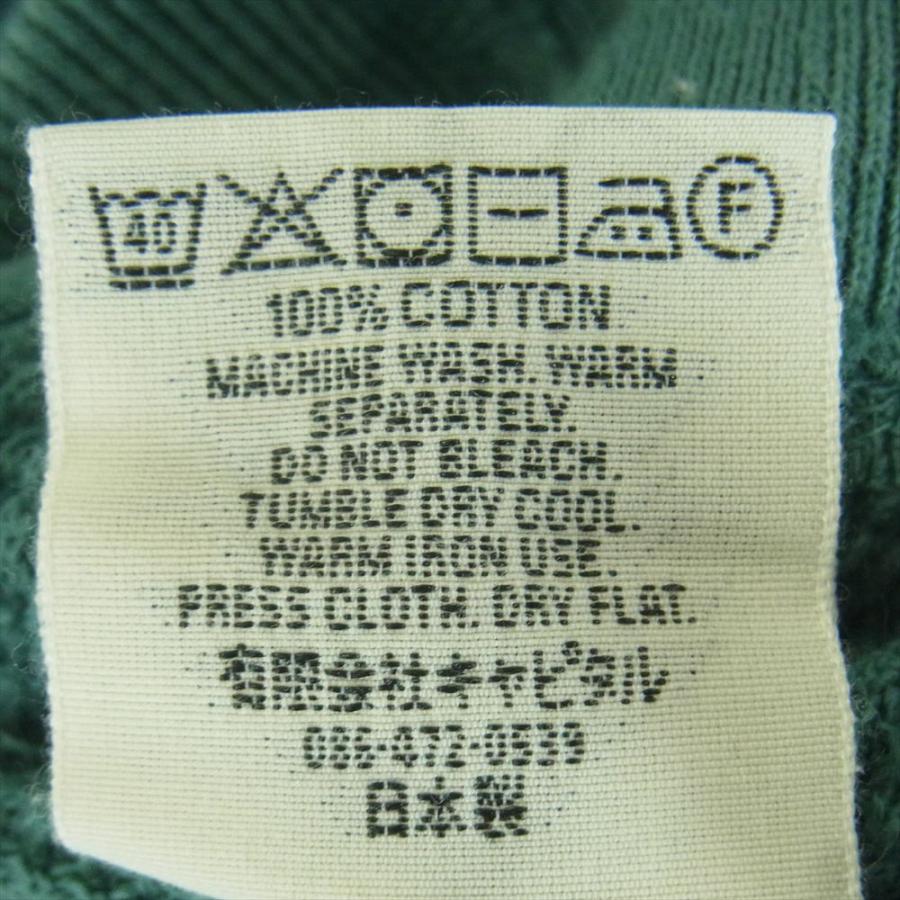 40 F
100% COTTON
MACHINE WASH. WARM
SEPARATELY.
DO NOT BLEACH.
TUMBLE DRY COOL.
WARM IRON USE.
PRESS CLOTH. DRY FLAT.
有限会社キャピタル
086-472-0539
日本製